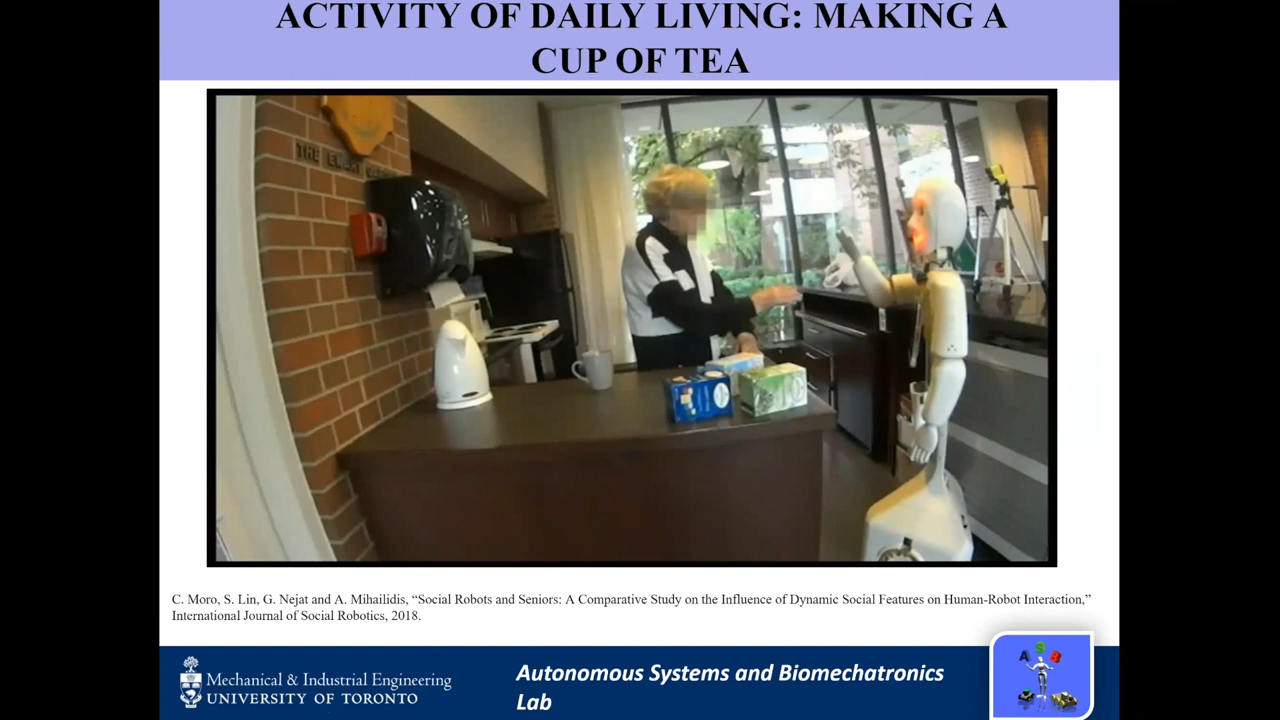 ACTIVITY OF DAILY LIVING: MAKING A
CUP OF TEA
THE
C. Moro, S. Lin, G. Nejat and A. Mihailidis, “Social Robots and Seniors: A Comparative Study on the Influence of Dynamic Social Features on Human-Robot Interaction,”
International Journal of Social Robotics, 2018.
Mechanical & Industrial Engineering
UNIVERSITY OF TORONTO
Autonomous Systems and Biomechatronics
Lab
ASB